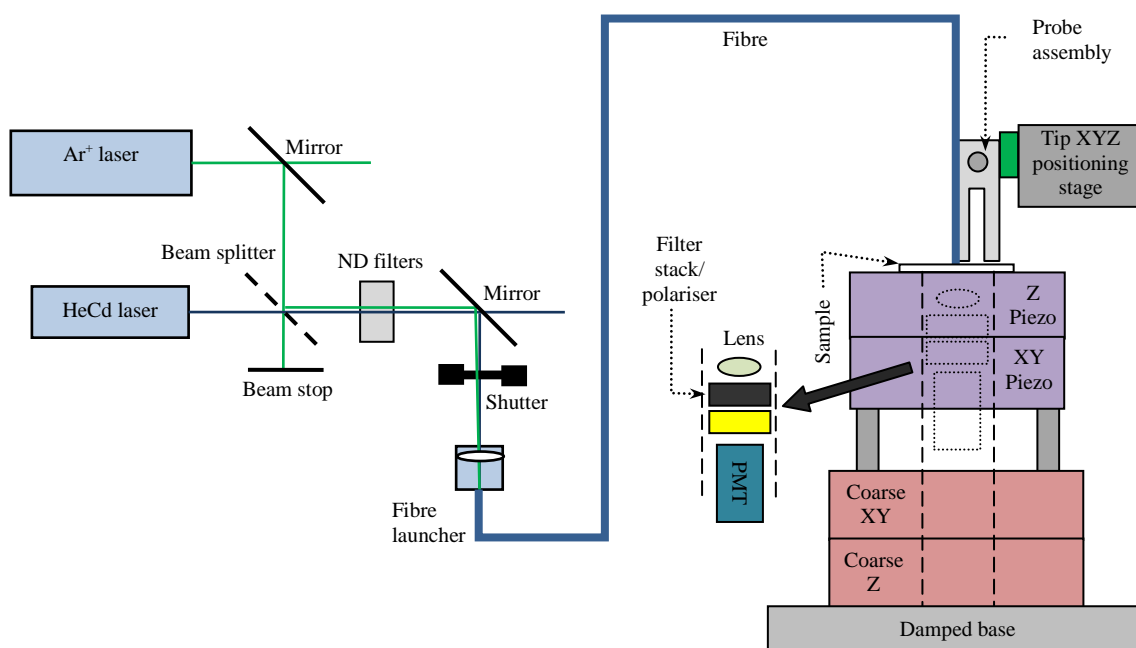 Fibre
Probe
assembly
Ar⁺ laser
Mirror
Tip XYZ
positioning
stage
Beam splitter
ND filters
Filter
stack/
polariser
HeCd laser
Mirror
Sample
Z
Piezo
Lens
XY
Piezo
Beam stop
Shutter
PMT
Fibre
launcher
Coarse
XY
Coarse
Z
Damped base